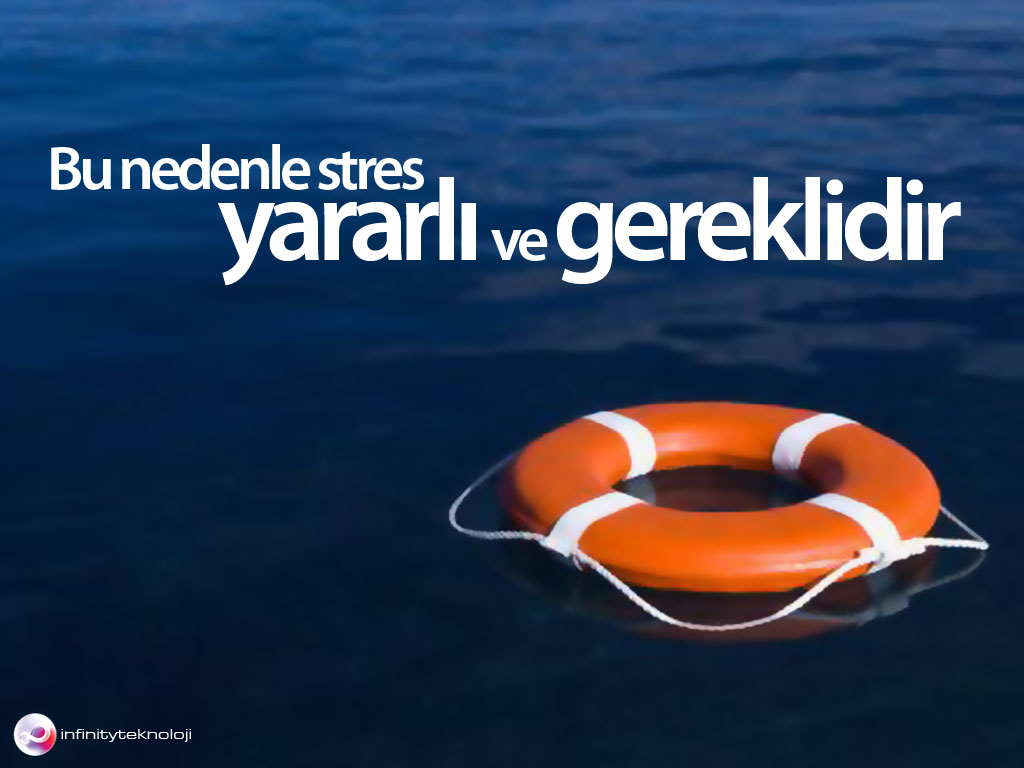 Bu nedenle stres
yararlı ve gereklidir
infinityteknoloji